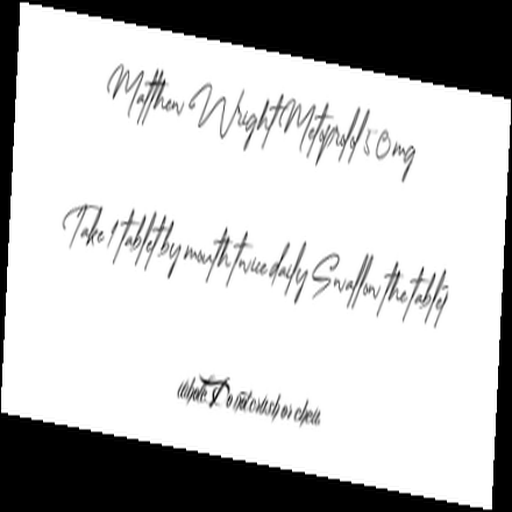 Matthew Wright Metoprolol 50mg
Take 1 tablet by mouth twice daily Swallow the tablet
whole. Do not crush or chew